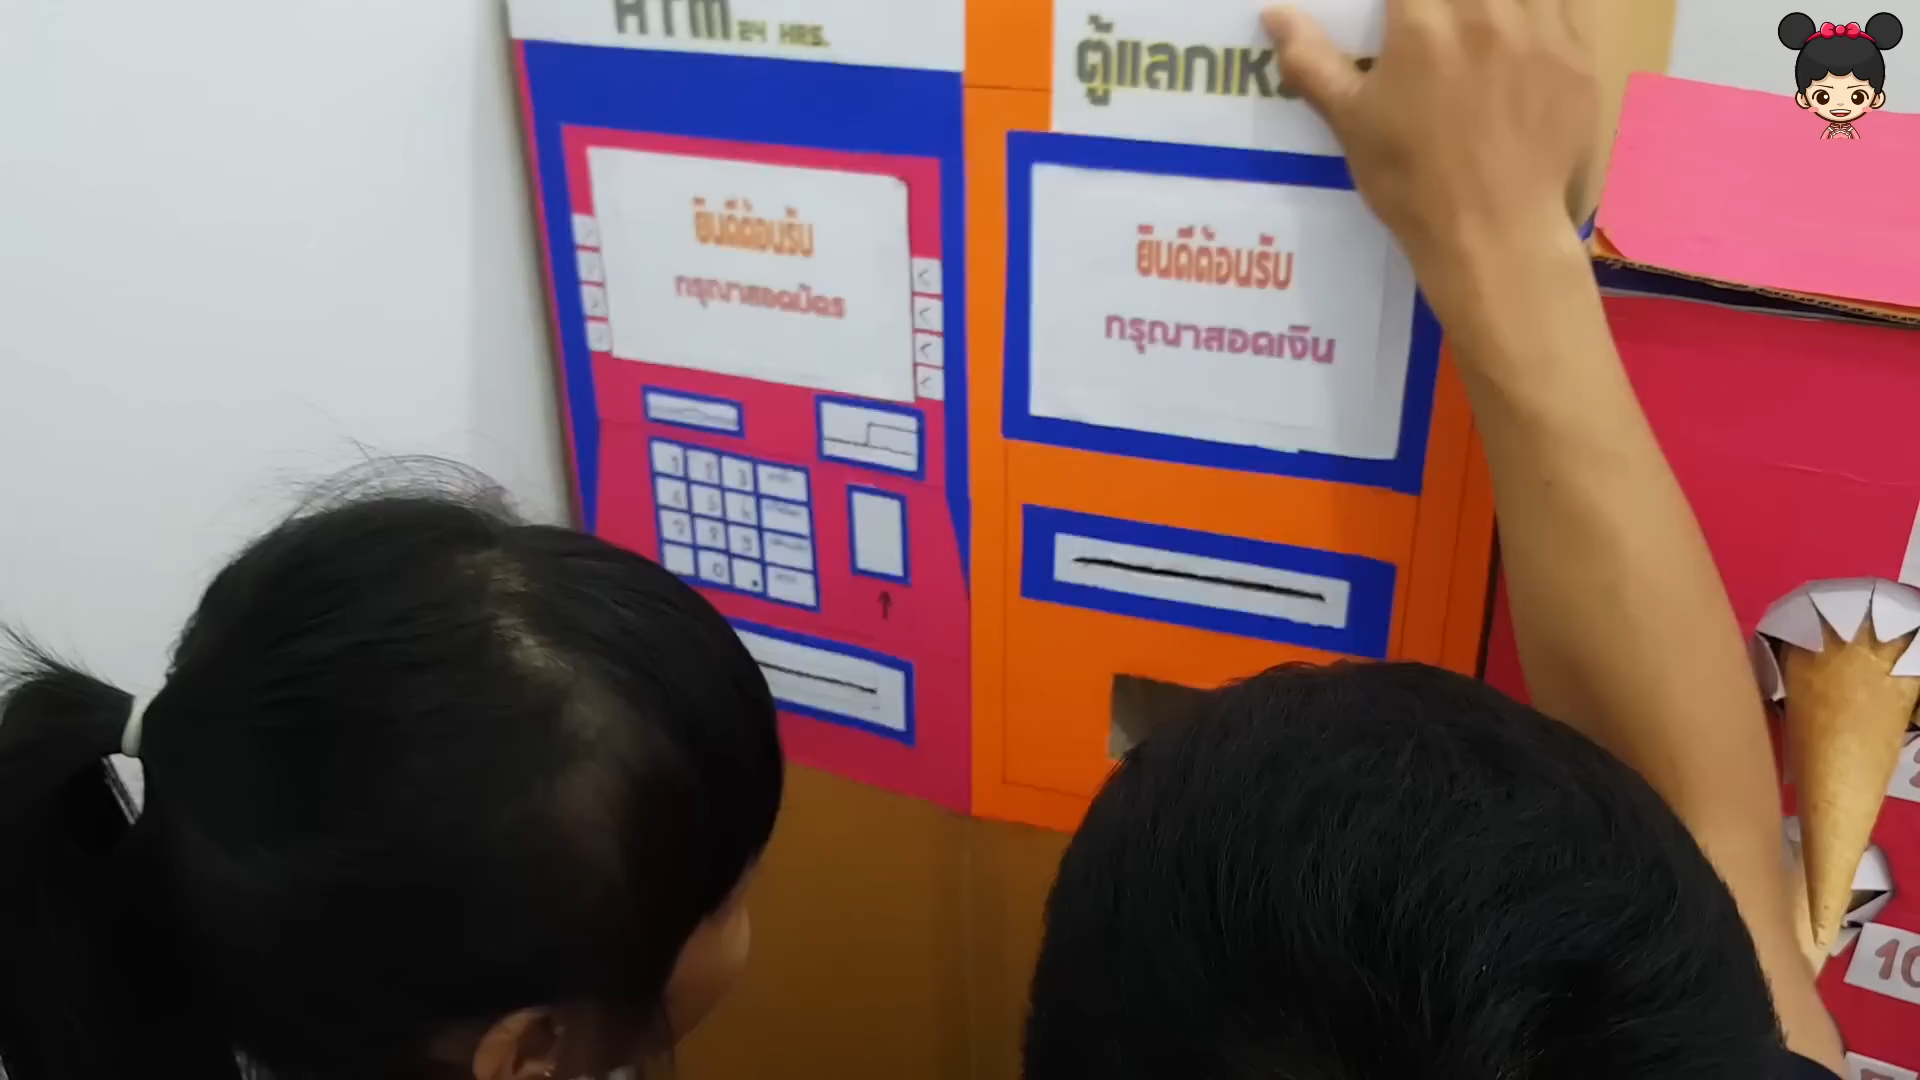 ATM 24 HRS.
ตู้แลกเห
ยินดีต้อนรับ
กรุณาสอดบัตร
ยินดีต้อนรับ
กรุณาสอดเงิน
1 2 3
4 5 6
7 8 9
0 .
10